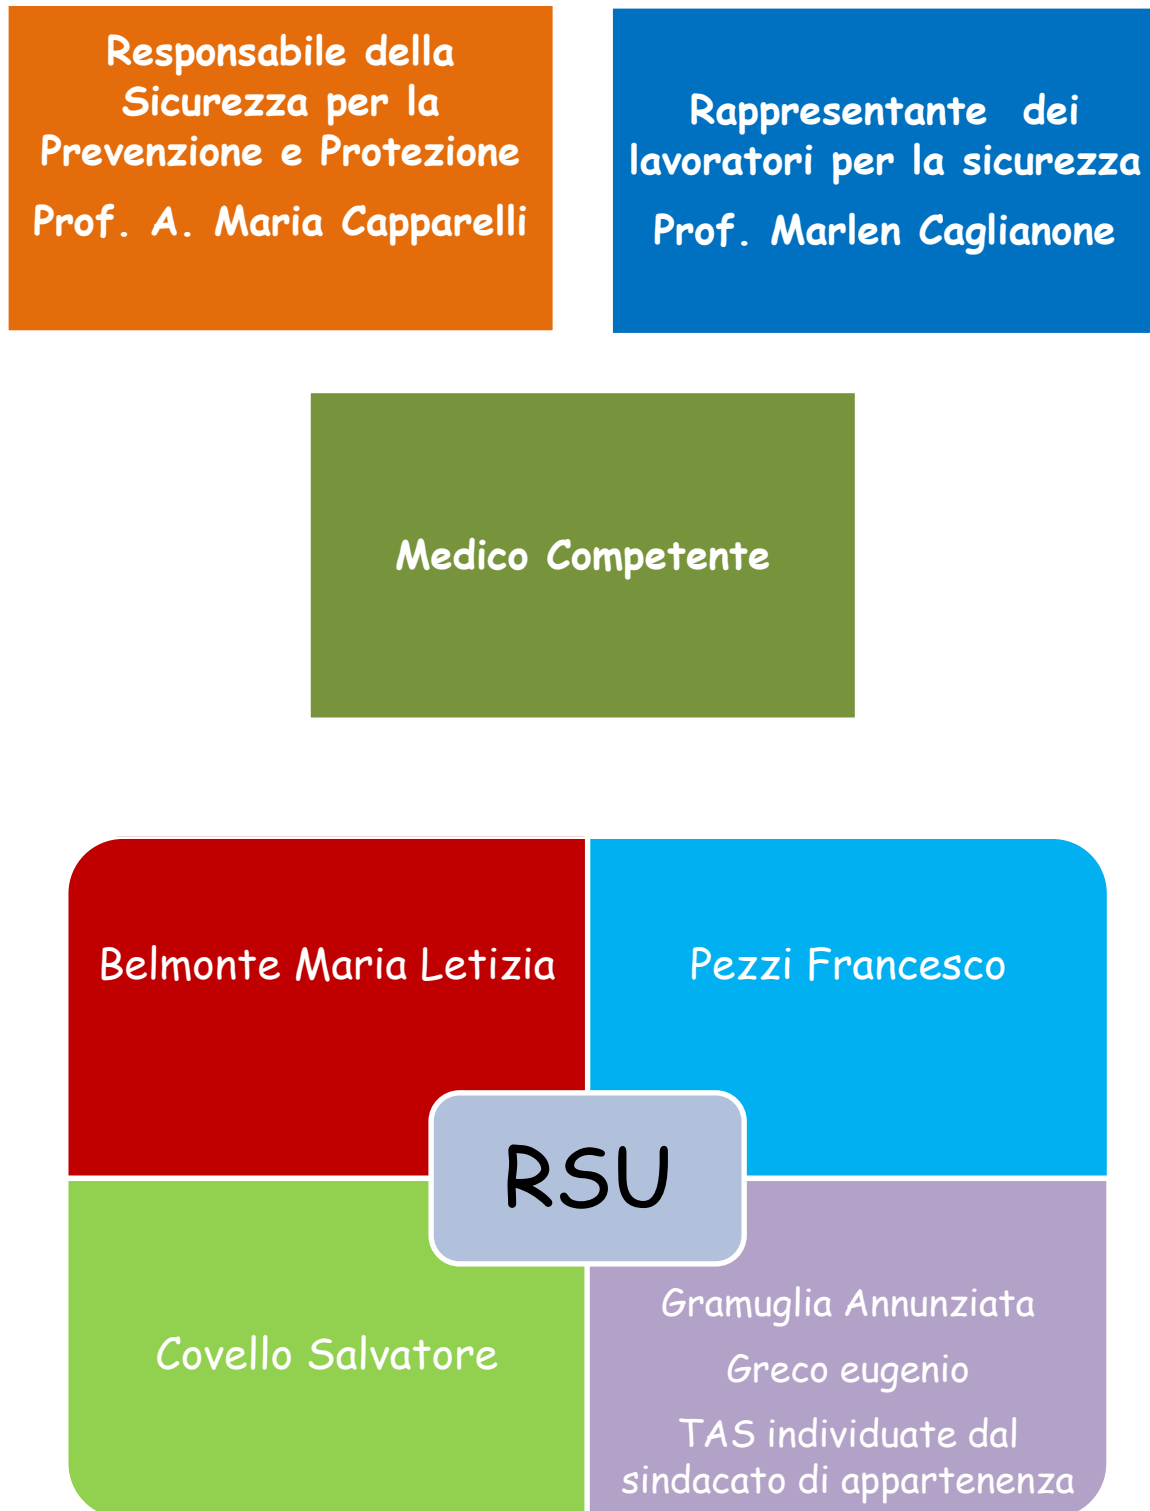 Responsabile della
Sicurezza per la
Prevenzione e Protezione
Prof. A. Maria Capparelli
Rappresentante dei
lavoratori per la sicurezza
Prof. Marlen Caglianone
Medico Competente
Belmonte Maria Letizia
Pezzi Francesco
RSU
Covello Salvatore
Gramuglia Annunziata
Greco eugenio
TAS individuate dal
sindacato di appartenenza